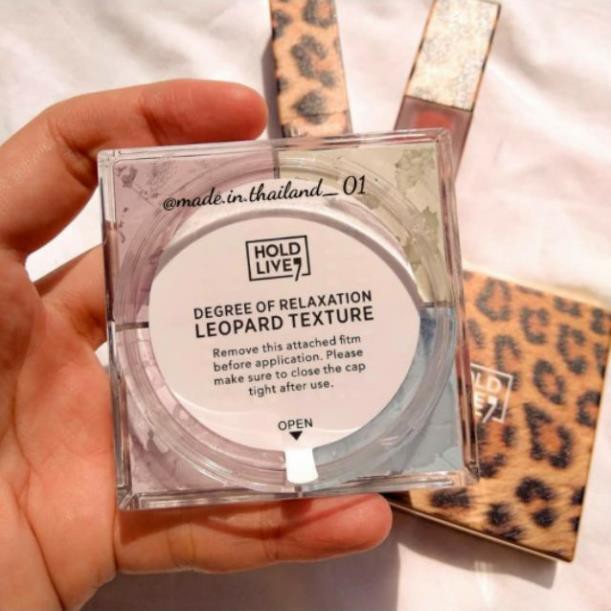 @made.in.thailand_01
HOLD
LIVE,
DEGREE OF RELAXATION
LEOPARD TEXTURE
Remove this attached fitm
before application. Please
make sure to close the cap
tight after use.
OPEN